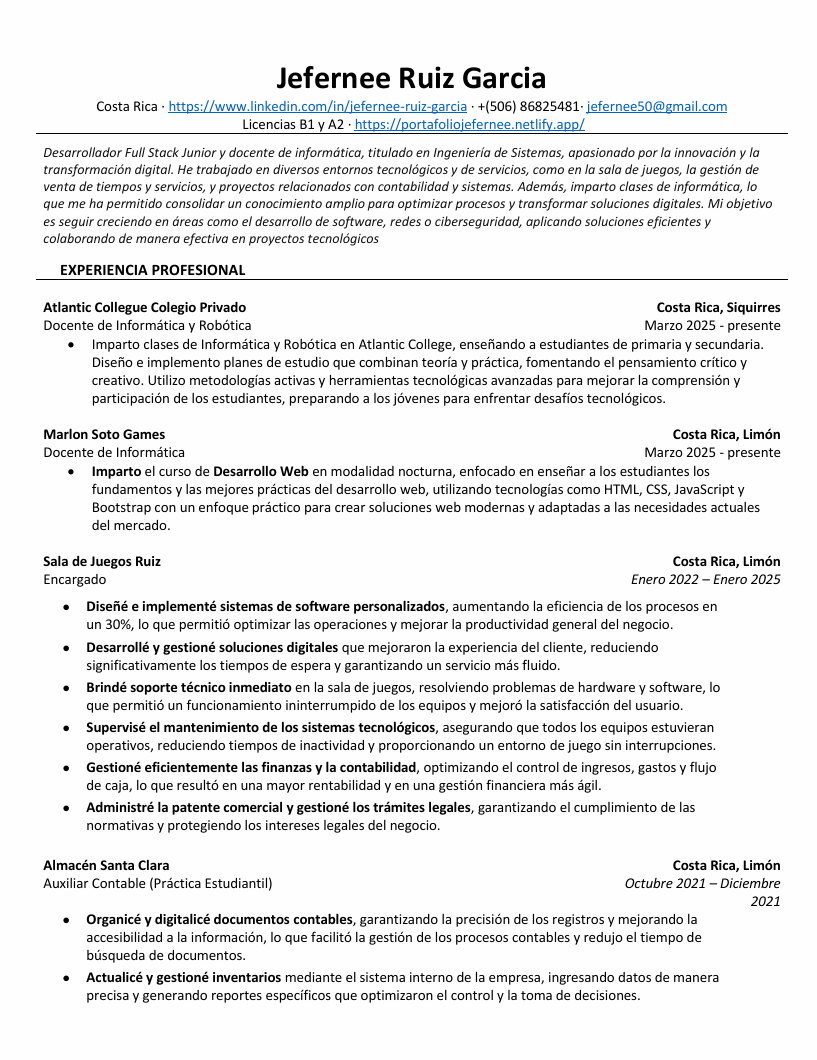 Jefernee Ruiz Garcia
Costa Rica · https://www.linkedin.com/in/jefernee-ruiz-garcia · +(506) 86825481· jefernee50@gmail.com
Licencias B1 y A2 · https://portafoliojefernee.netlify.app/
Desarrollador Full Stack Junior y docente de informática, titulado en Ingeniería de Sistemas, apasionado por la innovación y la
transformación digital. He trabajado en diversos entornos tecnológicos y de servicios, como en la sala de juegos, la gestión de
venta de tiempos y servicios, y proyectos relacionados con contabilidad y sistemas. Además, imparto clases de informática, lo
que me ha permitido consolidar un conocimiento amplio para optimizar procesos y transformar soluciones digitales. Mi objetivo
es seguir creciendo en áreas como el desarrollo de software, redes o ciberseguridad, aplicando soluciones eficientes y
colaborando de manera efectiva en proyectos tecnológicos
EXPERIENCIA PROFESIONAL
Atlantic Collegue Colegio Privado Costa Rica, Siquirres
Docente de Informática y Robótica Marzo 2025 - presente
• Imparto clases de Informática y Robótica en Atlantic College, enseñando a estudiantes de primaria y secundaria.
Diseño e implemento planes de estudio que combinan teoría y práctica, fomentando el pensamiento crítico y
creativo. Utilizo metodologías activas y herramientas tecnológicas avanzadas para mejorar la comprensión y
participación de los estudiantes, preparando a los jóvenes para enfrentar desafíos tecnológicos.
Marlon Soto Games Costa Rica, Limón
Docente de Informática Marzo 2025 - presente
• Imparto el curso de Desarrollo Web en modalidad nocturna, enfocado en enseñar a los estudiantes los
fundamentos y las mejores prácticas del desarrollo web, utilizando tecnologías como HTML, CSS, JavaScript y
Bootstrap con un enfoque práctico para crear soluciones web modernas y adaptadas a las necesidades actuales
del mercado.
Sala de Juegos Ruiz Costa Rica, Limón
Encargado Enero 2022 – Enero 2025
• Diseñé e implementé sistemas de software personalizados, aumentando la eficiencia de los procesos en
un 30%, lo que permitió optimizar las operaciones y mejorar la productividad general del negocio.
• Desarrollé y gestioné soluciones digitales que mejoraron la experiencia del cliente, reduciendo
significativamente los tiempos de espera y garantizando un servicio más fluido.
• Brindé soporte técnico inmediato en la sala de juegos, resolviendo problemas de hardware y software, lo
que permitió un funcionamiento ininterrumpido de los equipos y mejoró la satisfacción del usuario.
• Supervisé el mantenimiento de los sistemas tecnológicos, asegurando que todos los equipos estuvieran
operativos, reduciendo tiempos de inactividad y proporcionando un entorno de juego sin interrupciones.
• Gestioné eficientemente las finanzas y la contabilidad, optimizando el control de ingresos, gastos y flujo
de caja, lo que resultó en una mayor rentabilidad y en una gestión financiera más ágil.
• Administré la patente comercial y gestioné los trámites legales, garantizando el cumplimiento de las
normativas y protegiendo los intereses legales del negocio.
Almacén Santa Clara Costa Rica, Limón
Auxiliar Contable (Práctica Estudiantil) Octubre 2021 – Diciembre
2021
• Organicé y digitalicé documentos contables, garantizando la precisión de los registros y mejorando la
accesibilidad a la información, lo que facilitó la gestión de los procesos contables y redujo el tiempo de
búsqueda de documentos.
• Actualicé y gestioné inventarios mediante el sistema interno de la empresa, ingresando datos de manera
precisa y generando reportes específicos que optimizaron el control y la toma de decisiones.